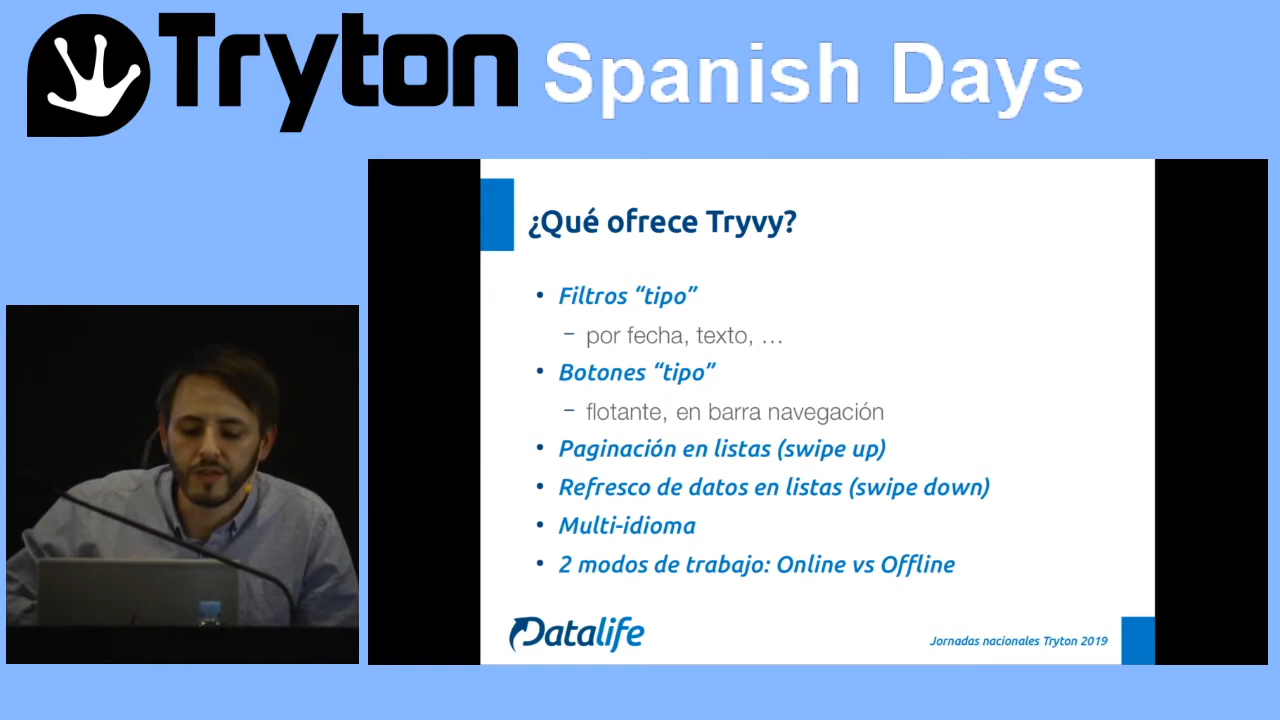 Tryton Spanish Days
¿Qué ofrece Tryvy?
• Filtros “tipo”
– por fecha, texto, ...
• Botones “tipo”
– flotante, en barra navegación
• Paginación en listas (swipe up)
• Refresco de datos en listas (swipe down)
• Multi-idioma
• 2 modos de trabajo: Online vs Offline
Datalife
Jornadas nacionales Tryton 2019